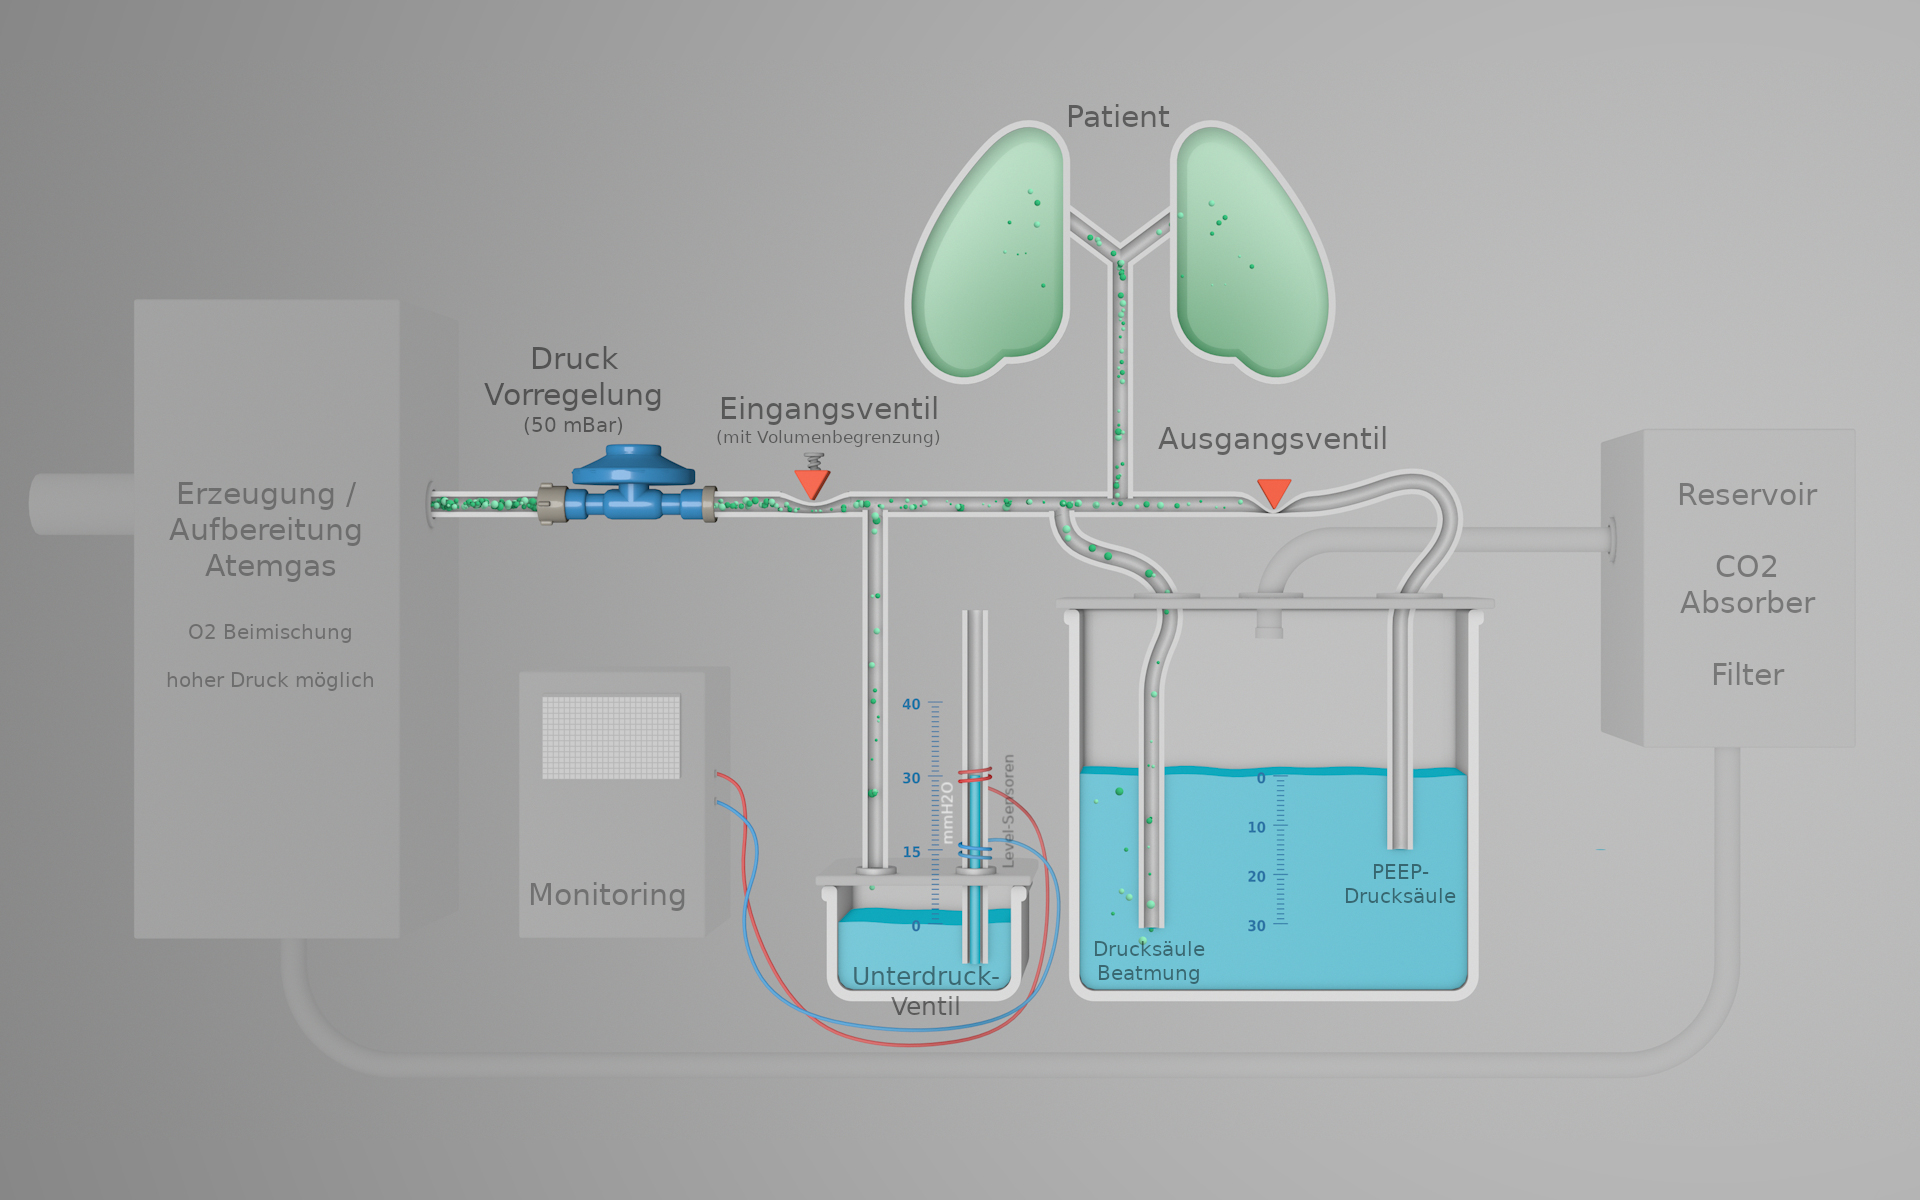 Patient
Druck
Vorregelung
(50 mBar)
Eingangsventil
(mit Volumenbegrenzung)
Ausgangsventil
Erzeugung /
Aufbereitung
Atemgas
O2 Beimischung
hoher Druck möglich
Reservoir
CO2
Absorber
Filter
Monitoring
40
30
15
0
mmH2O
Level-Sensoren
Unterdruck-
Ventil
0
10
20
30
PEEP-
Drucksäule
Drucksäule
Beatmung